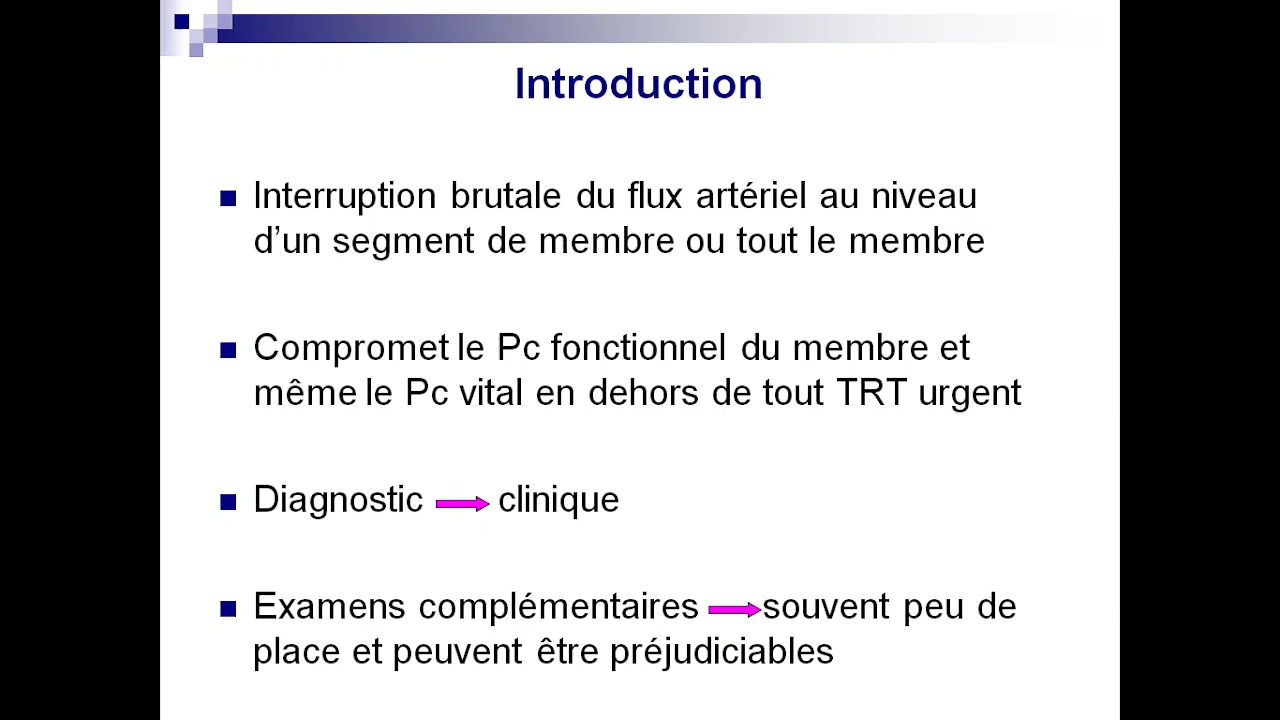 Introduction
Interruption brutale du flux artériel au niveau
d’un segment de membre ou tout le membre
Compromet le Pc fonctionnel du membre et
même le Pc vital en dehors de tout TRT urgent
Diagnostic clinique
Examens complémentaires souvent peu de
place et peuvent être préjudiciables